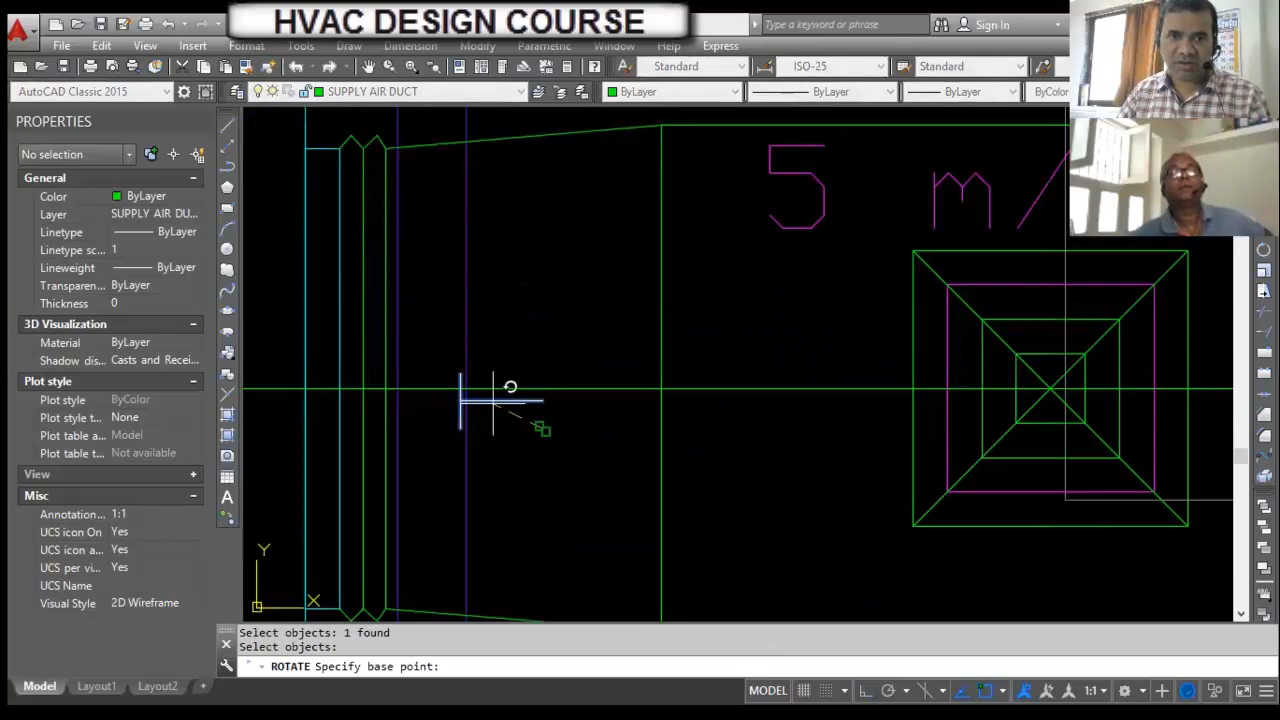 HVAC DESIGN COURSE
Type a keyword or phrase
Sign In
File Edit View Insert Format Tools Draw Dimension Modify Parametric Window Help Express
Standard ISO-25 Standard
AutoCAD Classic 2015 SUPPLY AIR DUCT ByLayer ByLayer ByLayer ByColor
PROPERTIES
No selection
General
Color ByLayer
Layer SUPPLY AIR DU...
Linetype ByLayer
Linetype sc... 1
Lineweight ByLayer
Transparen... ByLayer
Thickness 0
3D Visualization
Material ByLayer
Shadow dis... Casts and Recei...
Plot style
Plot style ByColor
Plot style t... None
Plot table a... Model
Plot table t... Not available
View
Misc
Annotation... 1:1
UCS icon On Yes
UCS icon a... Yes
UCS per vi... Yes
UCS Name
Visual Style 2D Wireframe
5 m/
Y
X
Select objects: 1 found
Select objects:
ROTATE Specify base point:
Model Layout1 Layout2 +
MODEL 1:1